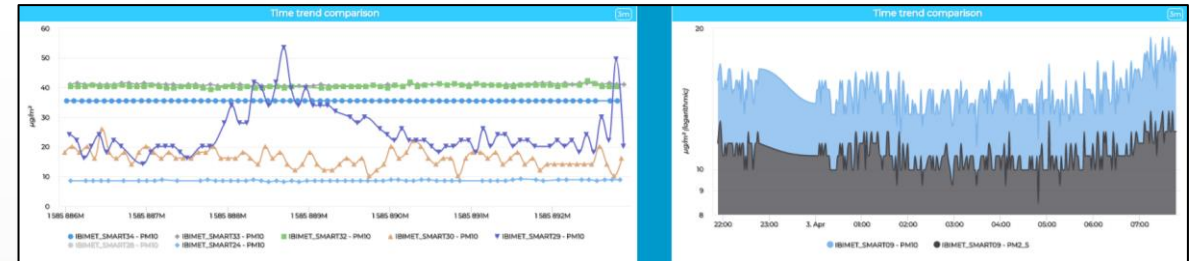 Time trend comparison
3m
60
50
40
30
20
10
0
µg/m³
1 585 886M 1 585 887M 1 585 888M 1 585 889M 1 585 890M 1 585 891M 1 585 892M
IBIMET_SMART34 - PM10 IBIMET_SMART33 - PM10 IBIMET_SMART32 - PM10 IBIMET_SMART30 - PM10 IBIMET_SMART29 - PM10
IBIMET_SMART28 - PM10 IBIMET_SMART24 - PM10
Time trend comparison
3m
20
10
9
8
µg/m³ (logarithmic)
22:00 23:00 3. Apr 01:00 02:00 03:00 04:00 05:00 06:00 07:00
IBIMET_SMART09 - PM10 IBIMET_SMART09 - PM2_5